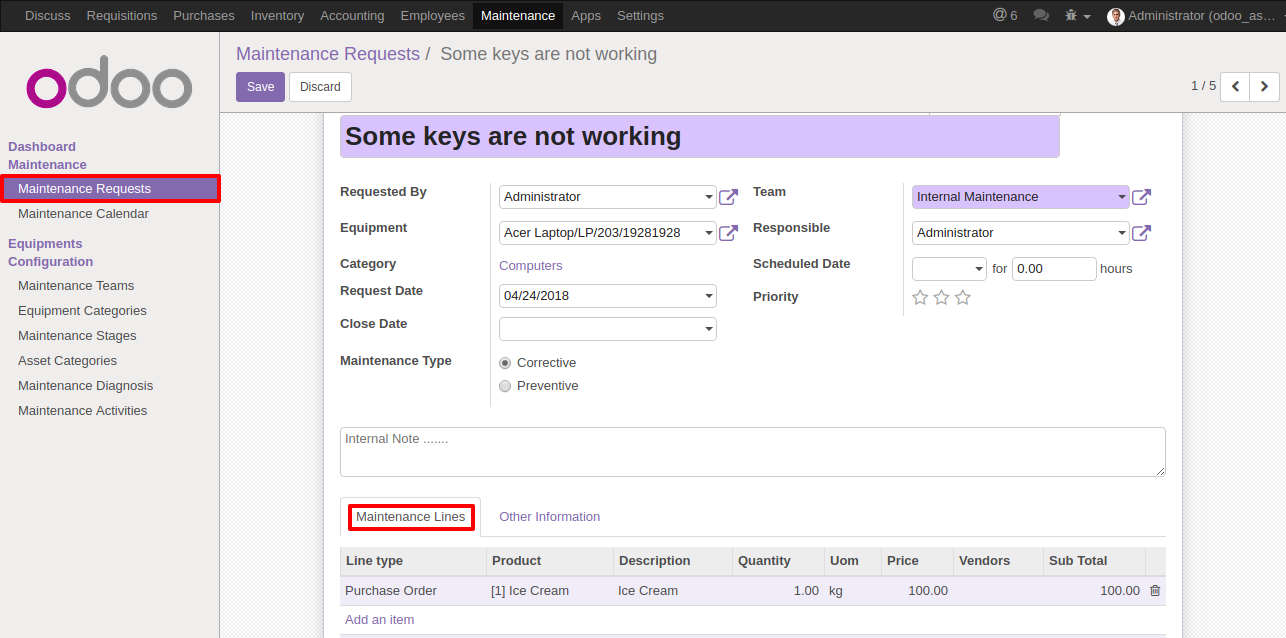 Discuss Requisitions Purchases Inventory Accounting Employees Maintenance Apps Settings @ 6 Administrator (odoo_as...
odoo
Maintenance Requests / Some keys are not working
Save Discard 1 / 5
Dashboard
Maintenance
Maintenance Requests
Maintenance Calendar
Equipments
Configuration
Maintenance Teams
Equipment Categories
Maintenance Stages
Asset Categories
Maintenance Diagnosis
Maintenance Activities
Some keys are not working
Requested By Administrator
Equipment Acer Laptop/LP/203/19281928
Category Computers
Request Date 04/24/2018
Close Date
Maintenance Type Corrective
Preventive
Team Internal Maintenance
Responsible Administrator
Scheduled Date for 0.00 hours
Priority
Internal Note .......
Maintenance Lines Other Information
Line type Product Description Quantity Uom Price Vendors Sub Total
Purchase Order [1] Ice Cream Ice Cream 1.00 kg 100.00 100.00
Add an item